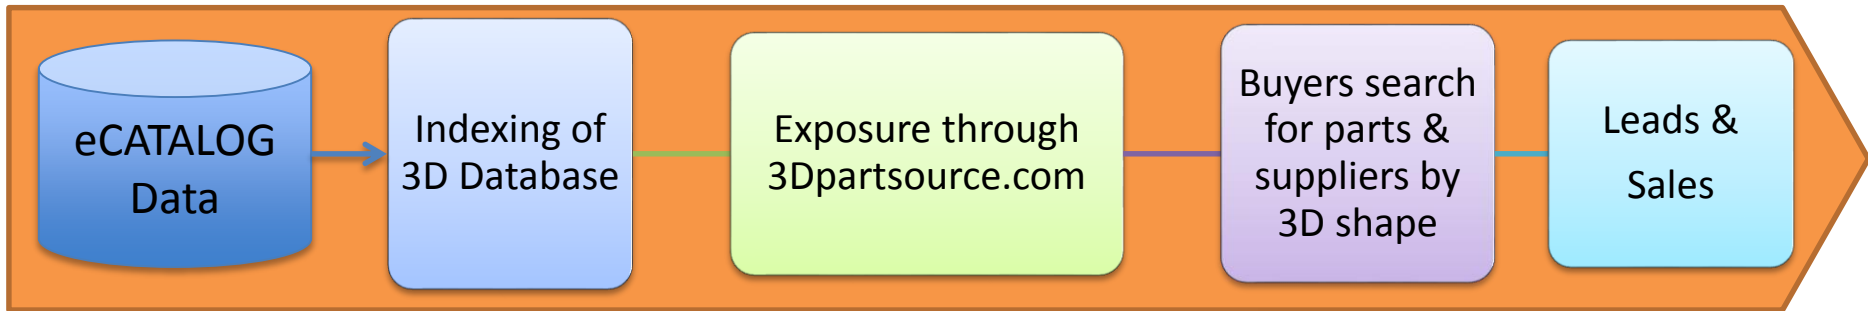 eCATALOG
Data
Indexing of
3D Database
Exposure through
3Dpartsource.com
Buyers search
for parts &
suppliers by
3D shape
Leads &
Sales